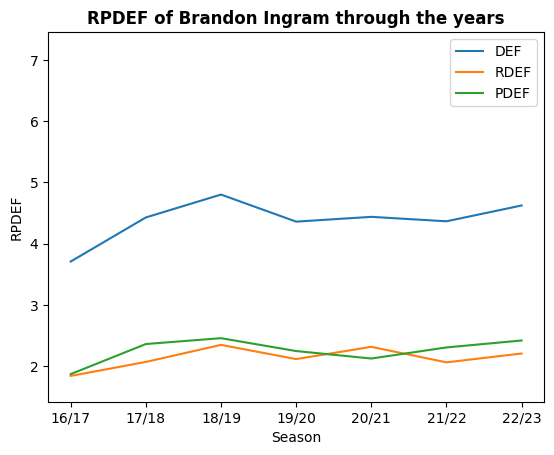 RPDEF of Brandon Ingram through the years
DEF
RDEF
PDEF
7
6
5
4
3
2
RPDEF
16/17 17/18 18/19 19/20 20/21 21/22 22/23
Season